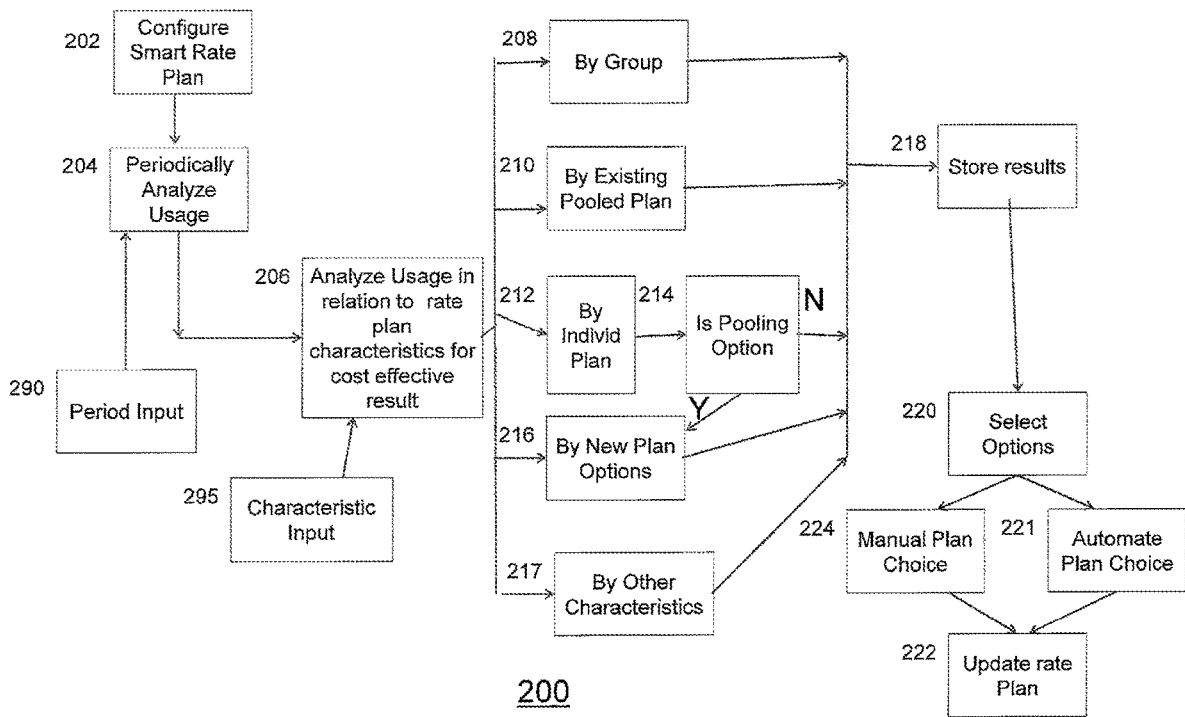 202
Configure
Smart Rate
Plan
204
Periodically
Analyze
Usage
290
Period Input
206
Analyze Usage in
relation to rate
plan
characteristics for
cost effective
result
295
Characteristic
Input
208
By Group
210
By Existing
Pooled Plan
212
By
Individ
Plan
214
Is Pooling
Option
N
Y
216
By New Plan
Options
217
By Other
Characteristics
218
Store results
220
Select
Options
224
Manual Plan
Choice
221
Automate
Plan Choice
222
Update rate
Plan
200